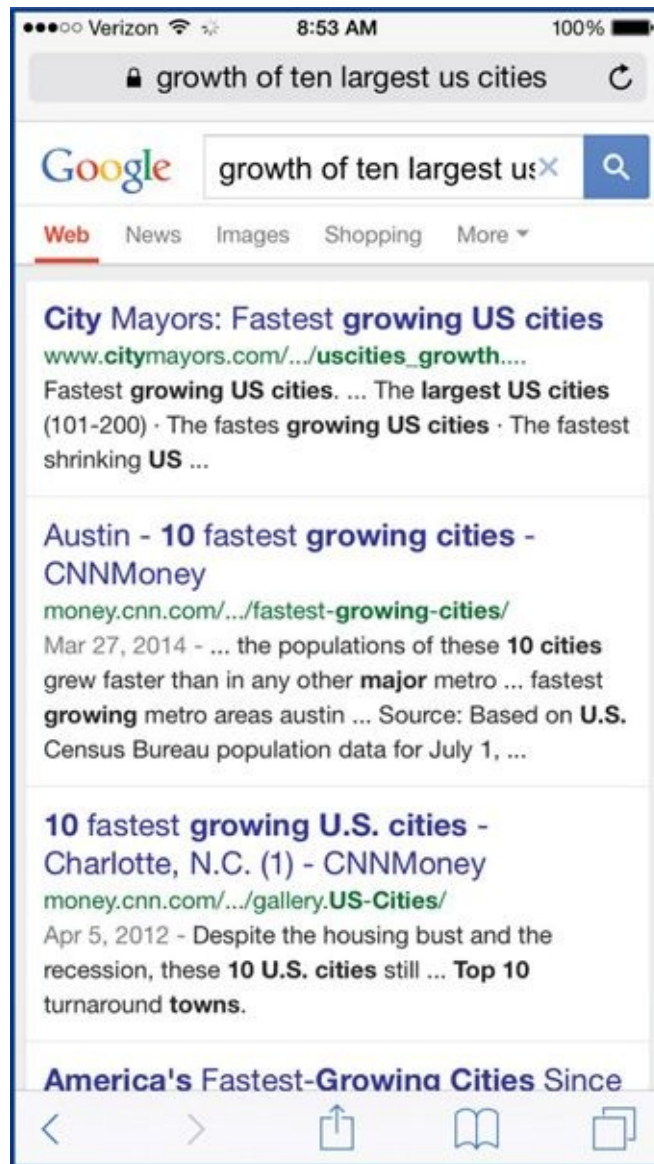 Verizon 8:53 AM 100%
growth of ten largest us cities
Google growth of ten largest us
Web News Images Shopping More
City Mayors: Fastest growing US cities
www.citymayors.com/.../uscities_growth....
Fastest growing US cities. ... The largest US cities
(101-200) · The fastes growing US cities · The fastest
shrinking US ...
Austin - 10 fastest growing cities -
CNNMoney
money.cnn.com/.../fastest-growing-cities/
Mar 27, 2014 - ... the populations of these 10 cities
grew faster than in any other major metro ... fastest
growing metro areas austin ... Source: Based on U.S.
Census Bureau population data for July 1, ...
10 fastest growing U.S. cities -
Charlotte, N.C. (1) - CNNMoney
money.cnn.com/.../gallery.US-Cities/
Apr 5, 2012 - Despite the housing bust and the
recession, these 10 U.S. cities still ... Top 10
turnaround towns.
America's Fastest-Growing Cities Since